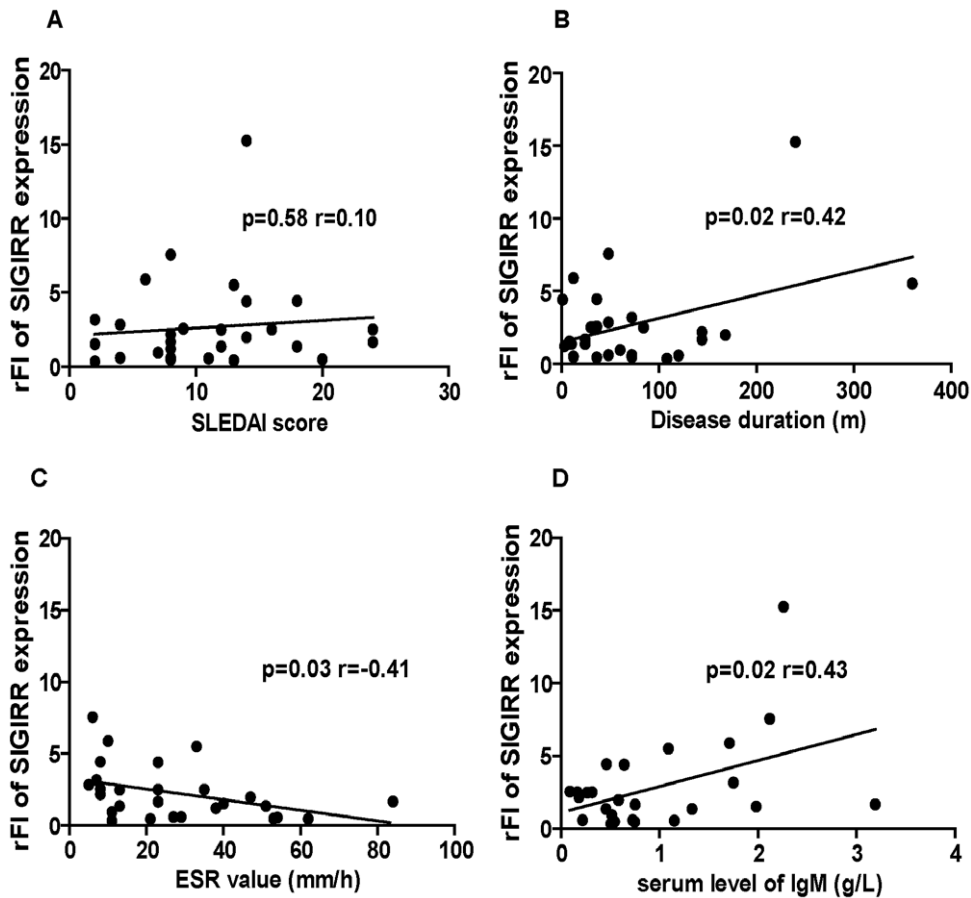 A
rFI of SIGIRR expression
20
15
10
5
0
p=0.58 r=0.10
0 10 20 30
SLEDAI score
B
rFI of SIGIRR expression
20
15
10
5
0
p=0.02 r=0.42
0 100 200 300 400
Disease duration (m)
C
rFI of SIGIRR expression
20
15
10
5
0
p=0.03 r=-0.41
0 20 40 60 80 100
ESR value (mm/h)
D
rFI of SIGIRR expression
20
15
10
5
0
p=0.02 r=0.43
0 1 2 3 4
serum level of IgM (g/L)